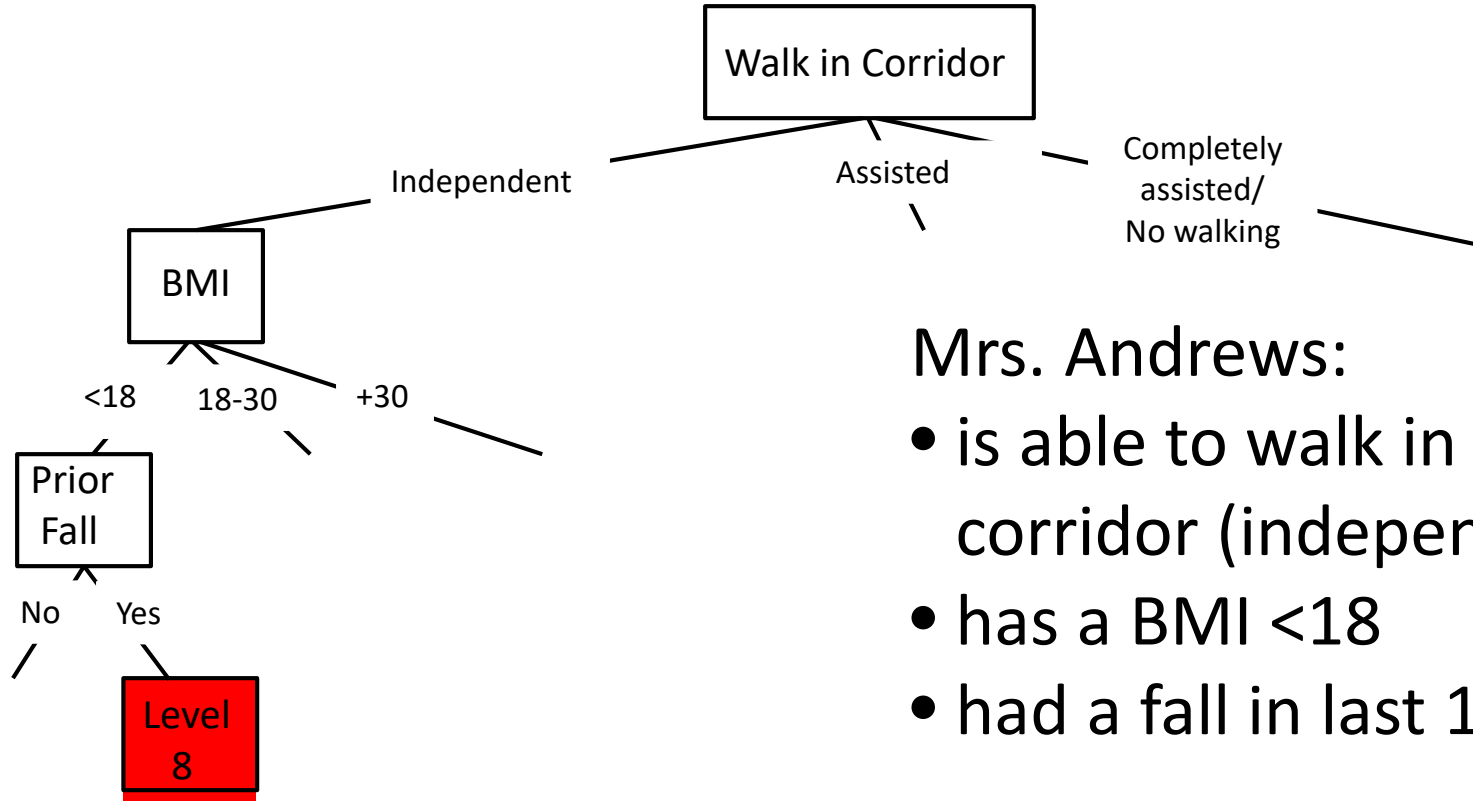 Walk in Corridor
Independent
Assisted
Completely
assisted/
No walking
BMI
<18
18-30
+30
Prior
Fall
No
Yes
Level
8
Mrs. Andrews:
• is able to walk in
corridor (indepen
• has a BMI <18
• had a fall in last 1